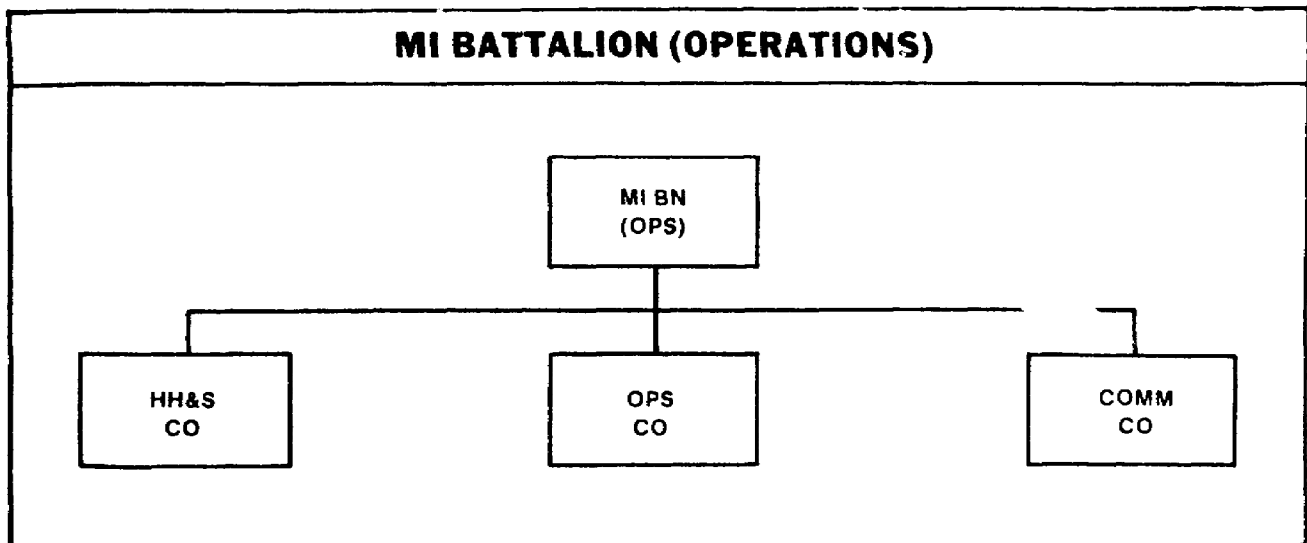 MI BATTALION (OPERATIONS)
MI BN
(OPS)
HH&S
CO
OPS
CO
COMM
CO